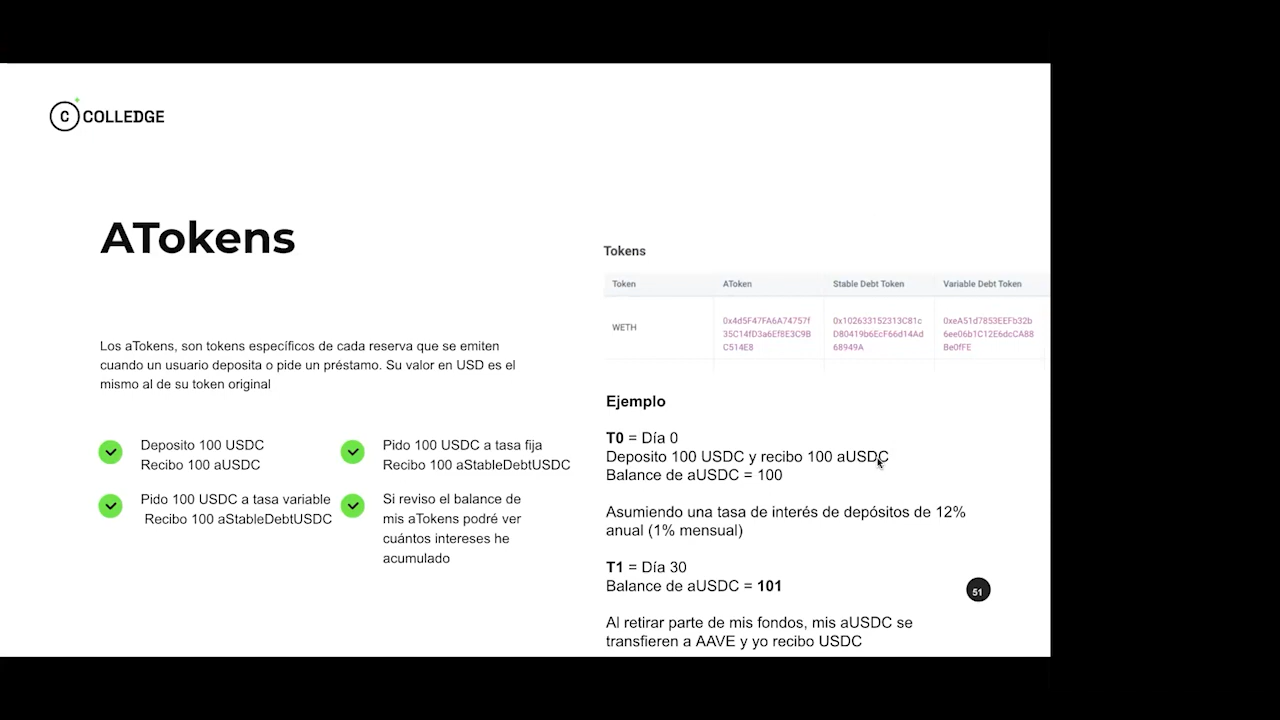 C COLLEDGE
ATokens
Los aTokens, son tokens específicos de cada reserva que se emiten
cuando un usuario deposita o pide un préstamo. Su valor en USD es el
mismo al de su token original
Deposito 100 USDC
Recibo 100 aUSDC
Pido 100 USDC a tasa fija
Recibo 100 aStableDebtUSDC
Pido 100 USDC a tasa variable
Recibo 100 aStableDebtUSDC
Si reviso el balance de
mis aTokens podré ver
cuántos intereses he
acumulado
Tokens
Token AToken Stable Debt Token Variable Debt Token
WETH
0x4d5F47FA6A74757f
35C14fD3a6Ef8E3C9B
C514E8
0x102633152313C81c
D80419b6EcF66d14Ad
68949A
0xeA51d7853EEFb32b
6ee06b1C12E6dcCA88
Be0fFE
Ejemplo
T0 = Día 0
Deposito 100 USDC y recibo 100 aUSDC
Balance de aUSDC = 100
Asumiendo una tasa de interés de depósitos de 12%
anual (1% mensual)
T1 = Día 30
Balance de aUSDC = 101
Al retirar parte de mis fondos, mis aUSDC se
transfieren a AAVE y yo recibo USDC
51